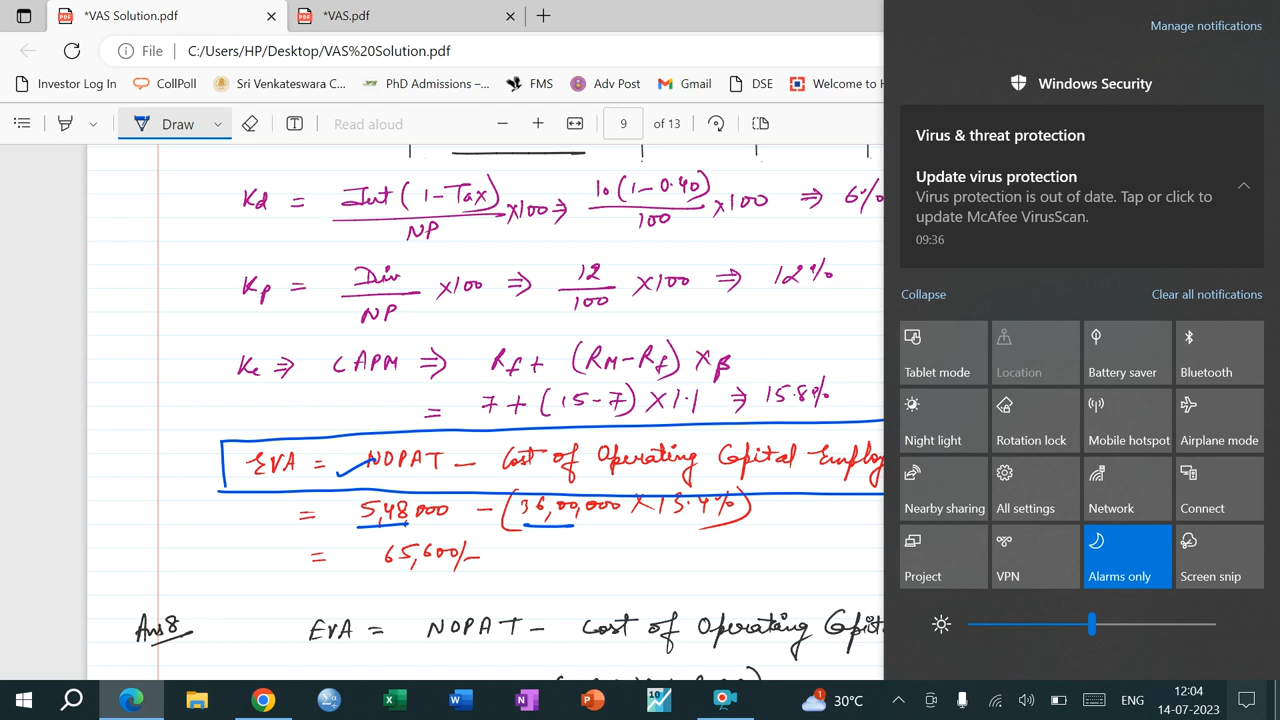 *VAS Solution.pdf
*VAS.pdf
File C:/Users/HP/Desktop/VAS%20Solution.pdf
Investor Log In CollPoll Sri Venkateswara C... PhD Admissions –... FMS Adv Post Gmail DSE Welcome to H
Draw Read aloud 9 of 13
Kd = Int (1 - Tax) / NP × 100 ⇒ 10 (1 - 0.40) / 100 × 100 ⇒ 6%
Kp = Div / NP × 100 ⇒ 12 / 100 × 100 ⇒ 12%
Ke ⇒ CAPM ⇒ Rf + (RM - Rf) × β
= 7 + (15 - 7) × 1.1 ⇒ 15.8%
EVA = NOPAT - Cost of Operating Capital Employ
= 5,48000 - (36,00,000 × 13.4%)
= 65,600/-
Ans 8 EVA = NOPAT - Cost of Operating Capit
Manage notifications
Windows Security
Virus & threat protection
Update virus protection
Virus protection is out of date. Tap or click to
update McAfee VirusScan.
09:36
Collapse Clear all notifications
Tablet mode Location Battery saver Bluetooth
Night light Rotation lock Mobile hotspot Airplane mode
Nearby sharing All settings Network Connect
Project VPN Alarms only Screen snip
1 30°C ENG 12:04
14-07-2023